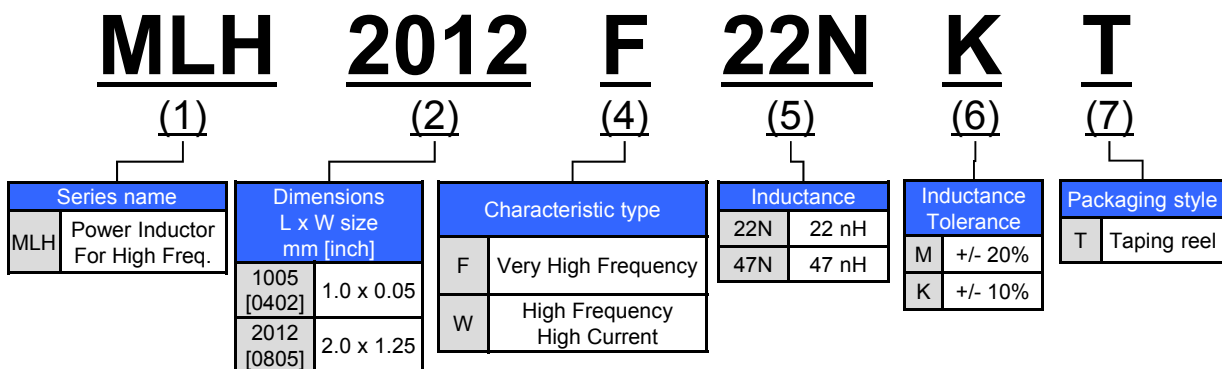 MLH 2012 F 22N K T
(1) (2) (4) (5) (6) (7)
Series name
MLH Power Inductor
For High Freq.
Dimensions
L x W size
mm [inch]
1005
[0402] 1.0 x 0.05
2012
[0805] 2.0 x 1.25
Characteristic type
F Very High Frequency
W High Frequency
High Current
Inductance
22N 22 nH
47N 47 nH
Inductance
Tolerance
M +/- 20%
K +/- 10%
Packaging style
T Taping reel